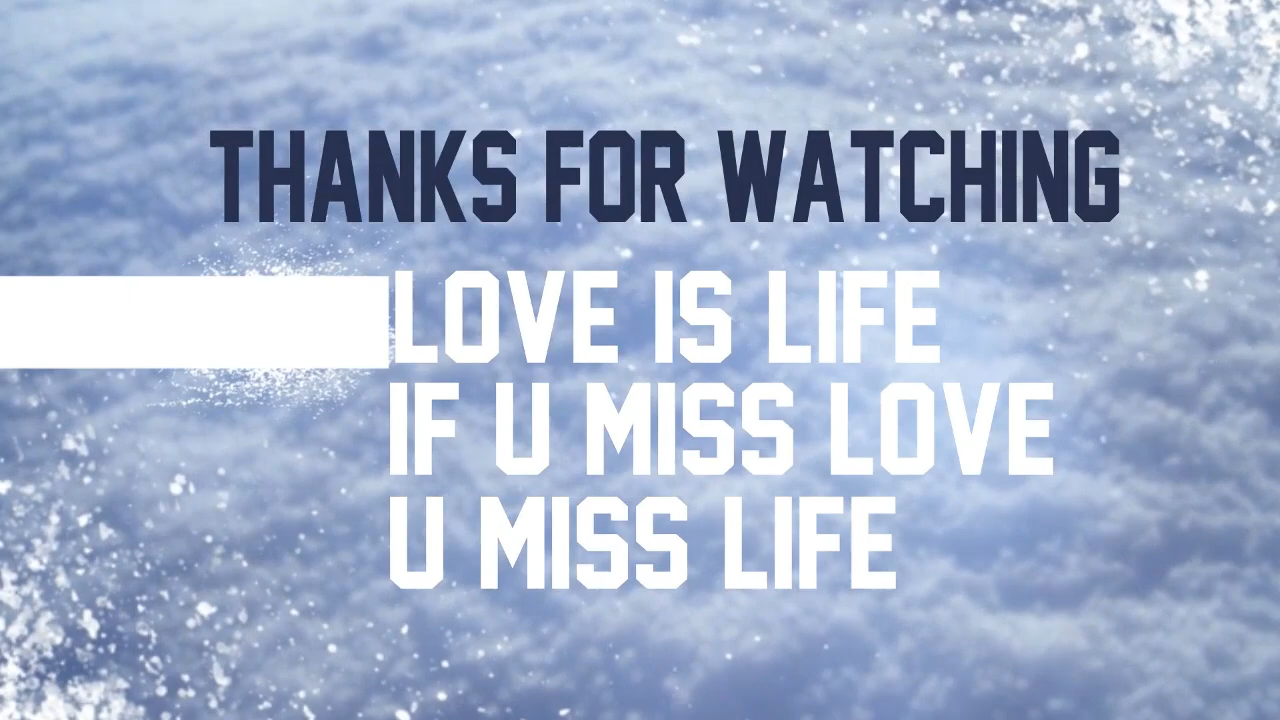 THANKS FOR WATCHING
LOVE IS LIFE
IF U MISS LOVE
U MISS LIFE